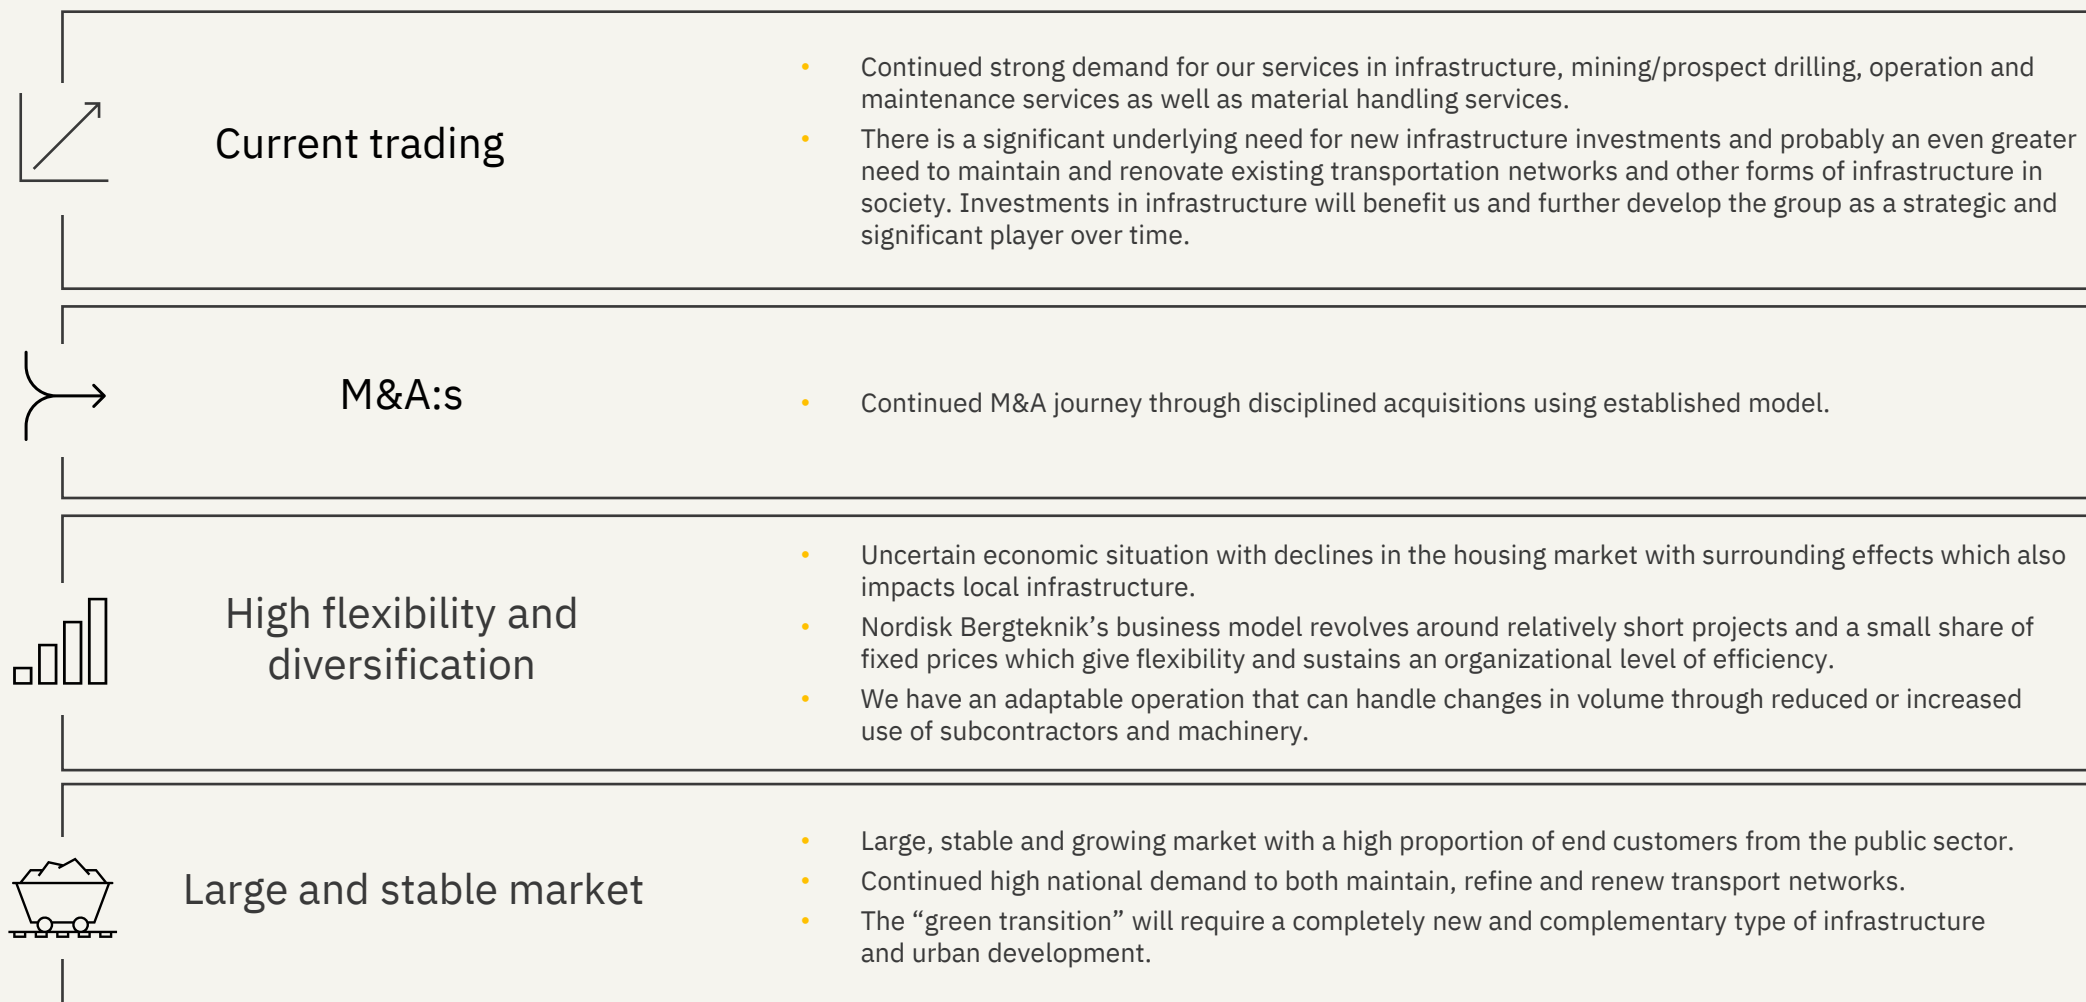 Current trading
• Continued strong demand for our services in infrastructure, mining/prospect drilling, operation and
maintenance services as well as material handling services.
• There is a significant underlying need for new infrastructure investments and probably an even greater
need to maintain and renovate existing transportation networks and other forms of infrastructure in
society. Investments in infrastructure will benefit us and further develop the group as a strategic and
significant player over time.
M&A:s
• Continued M&A journey through disciplined acquisitions using established model.
High flexibility and
diversification
• Uncertain economic situation with declines in the housing market with surrounding effects which also
impacts local infrastructure.
• Nordisk Bergteknik’s business model revolves around relatively short projects and a small share of
fixed prices which give flexibility and sustains an organizational level of efficiency.
• We have an adaptable operation that can handle changes in volume through reduced or increased
use of subcontractors and machinery.
Large and stable market
• Large, stable and growing market with a high proportion of end customers from the public sector.
• Continued high national demand to both maintain, refine and renew transport networks.
• The “green transition” will require a completely new and complementary type of infrastructure
and urban development.